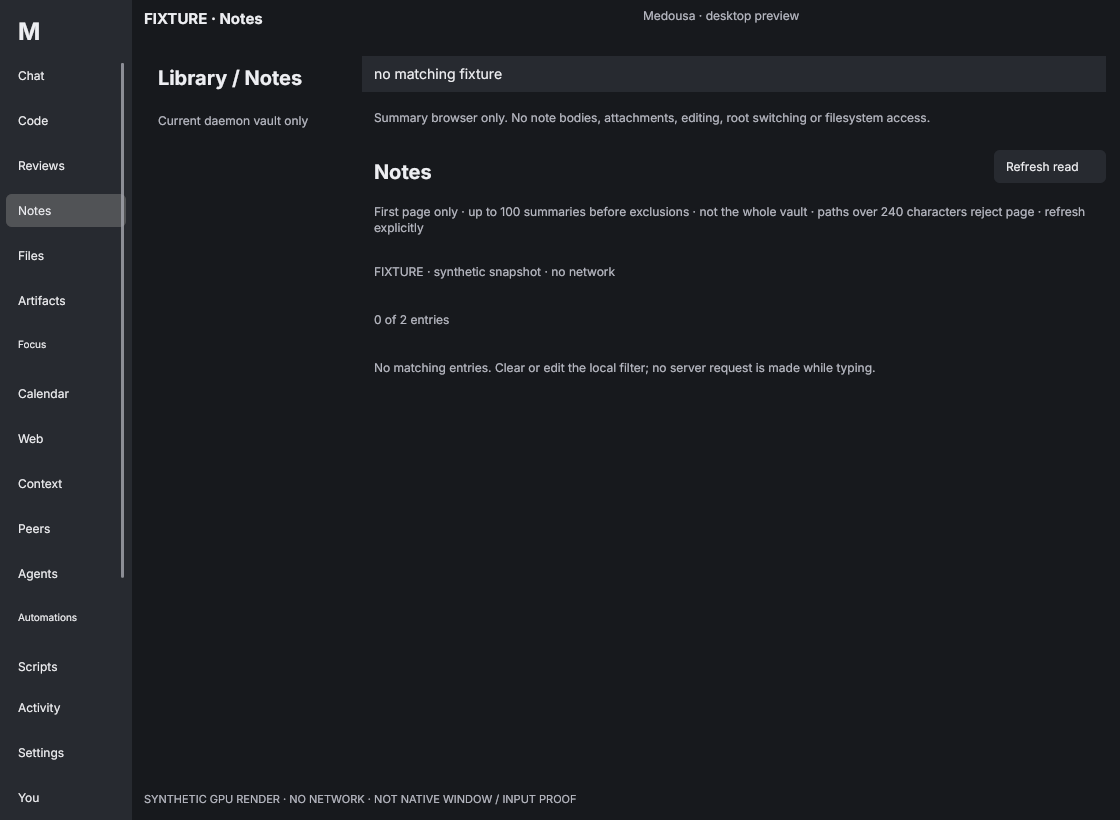 M
Chat
Code
Reviews
Notes
Files
Artifacts
Focus
Calendar
Web
Context
Peers
Agents
Automations
Scripts
Activity
Settings
You
FIXTURE · Notes
Medousa · desktop preview
Library / Notes
Current daemon vault only
no matching fixture
Summary browser only. No note bodies, attachments, editing, root switching or filesystem access.
Notes
Refresh read
First page only · up to 100 summaries before exclusions · not the whole vault · paths over 240 characters reject page · refresh
explicitly
FIXTURE · synthetic snapshot · no network
0 of 2 entries
No matching entries. Clear or edit the local filter; no server request is made while typing.
SYNTHETIC GPU RENDER · NO NETWORK · NOT NATIVE WINDOW / INPUT PROOF